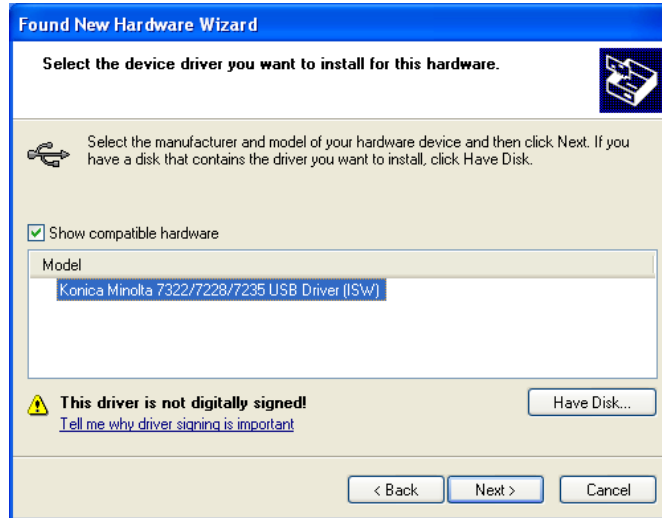 Found New Hardware Wizard
Select the device driver you want to install for this hardware.
Select the manufacturer and model of your hardware device and then click Next. If you
have a disk that contains the driver you want to install, click Have Disk.
Show compatible hardware
Model
Konica Minolta 7322/7228/7235 USB Driver (ISW)
This driver is not digitally signed!
Have Disk...
Tell me why driver signing is important
< Back
Next >
Cancel